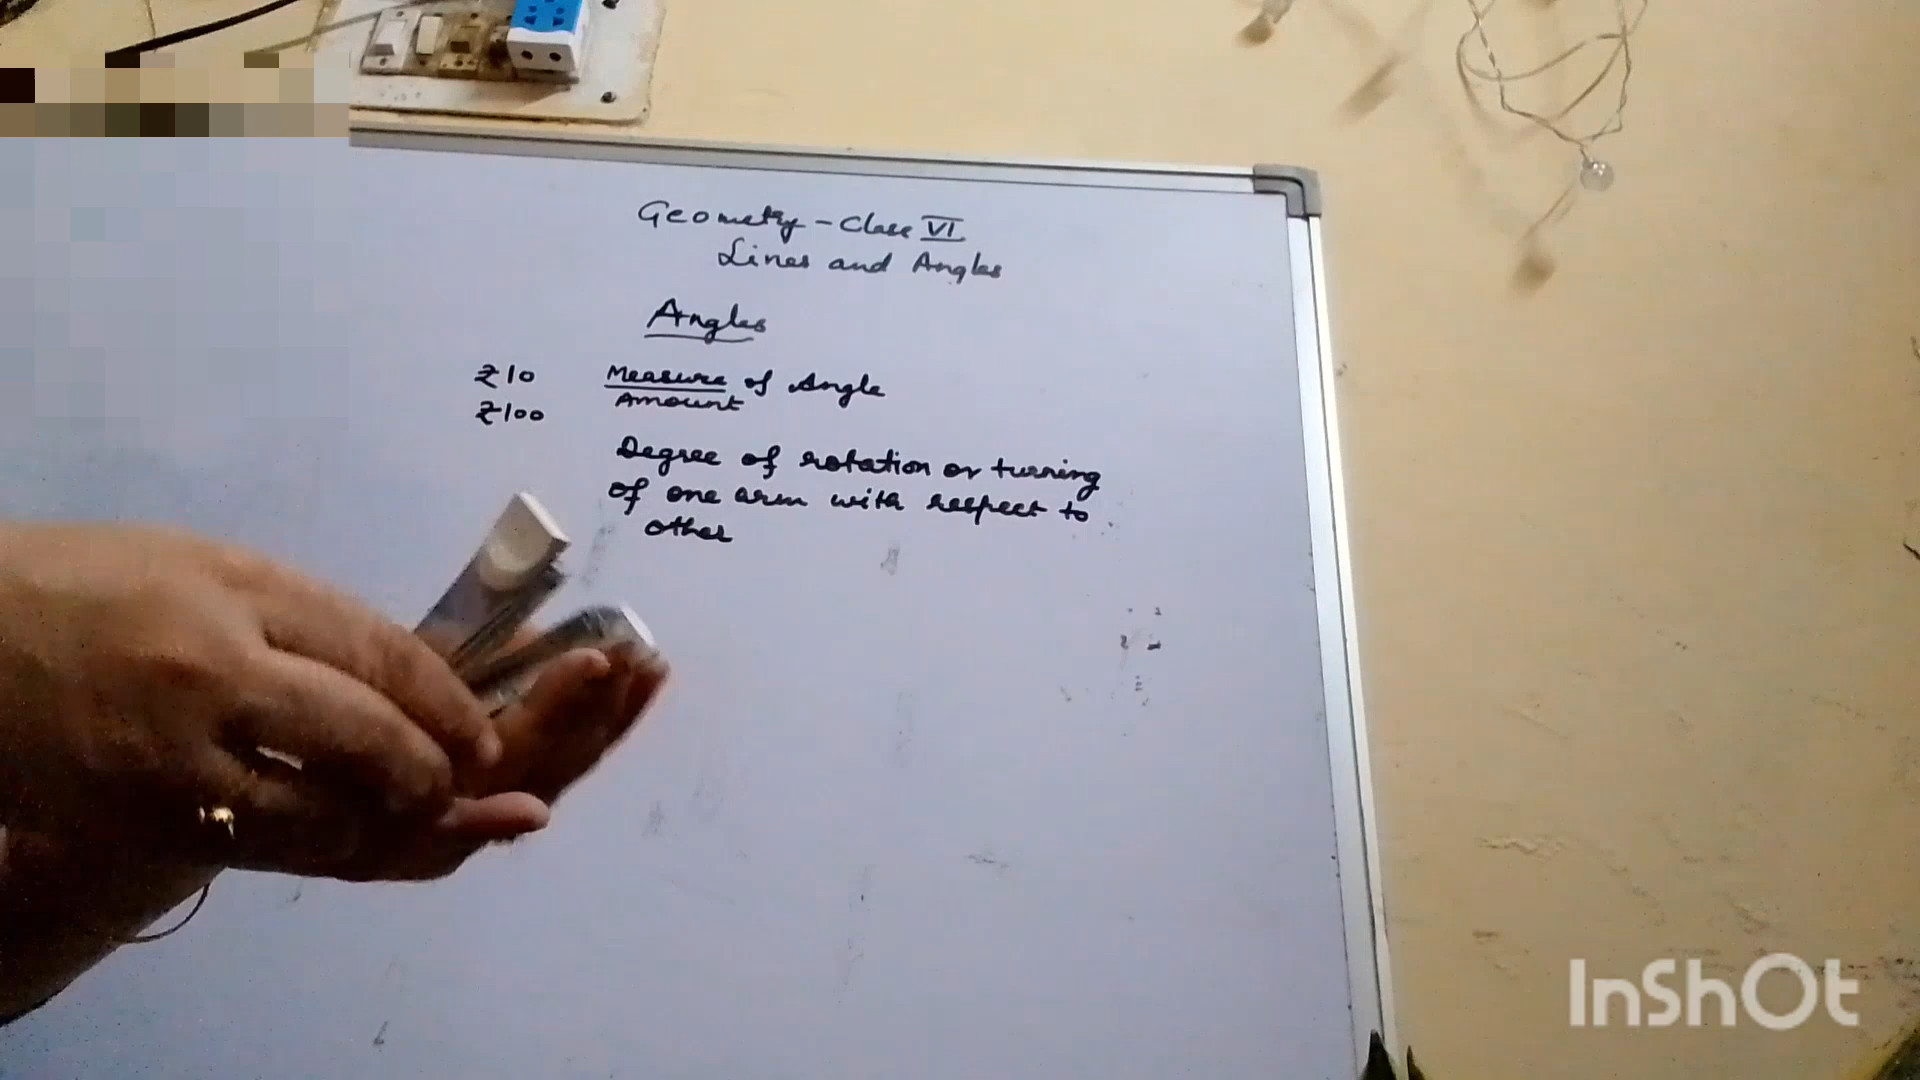 Geometry - Class VI
Lines and Angles
Angles
₹10 Measure of Angle
₹100 Amount
Degree of rotation or turning
of one arm with respect to
other
InShOt